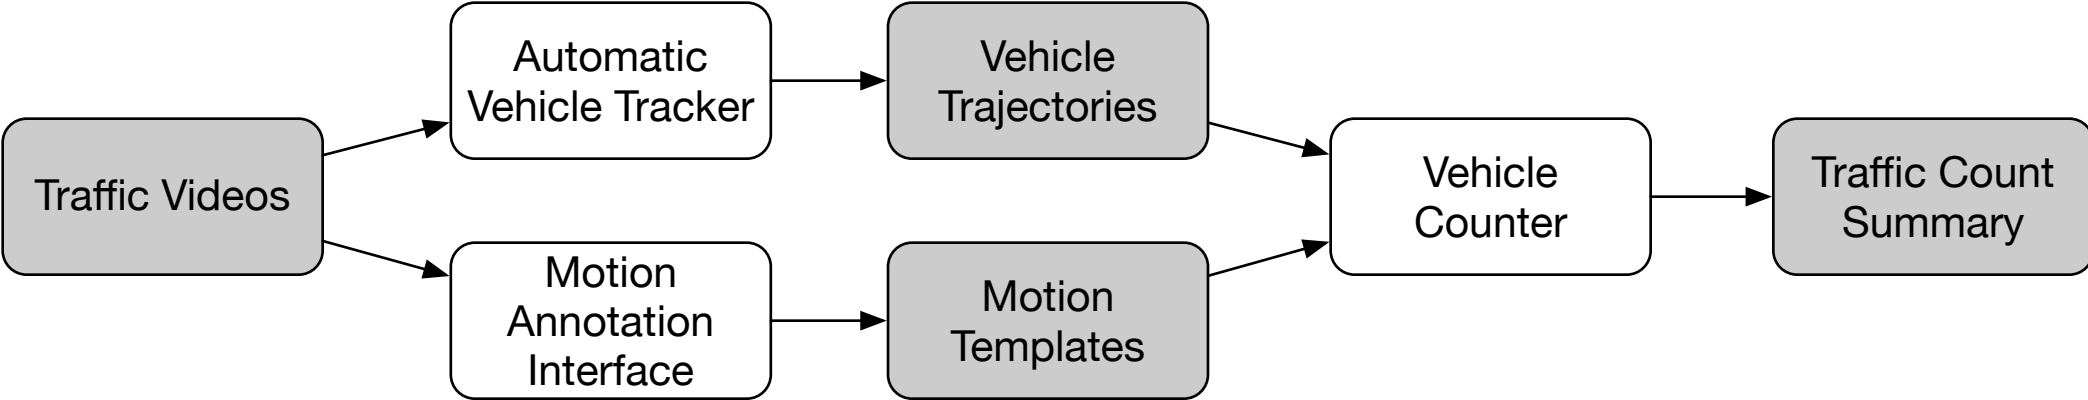 Traffic Videos
Automatic
Vehicle Tracker
Vehicle
Trajectories
Motion
Annotation
Interface
Motion
Templates
Vehicle
Counter
Traffic Count
Summary